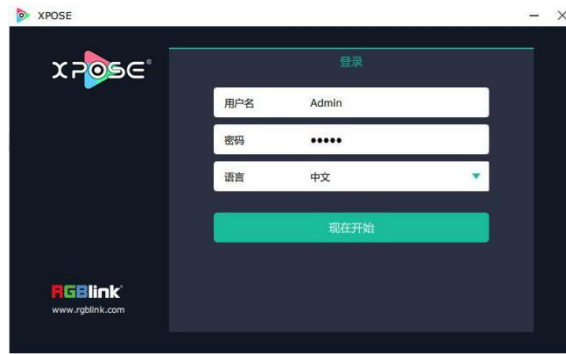 XPOSE
XPOSE®
登录
用户名 Admin
密码 •••••
语言 中文
现在开始
RGBlink
www.rgblink.com